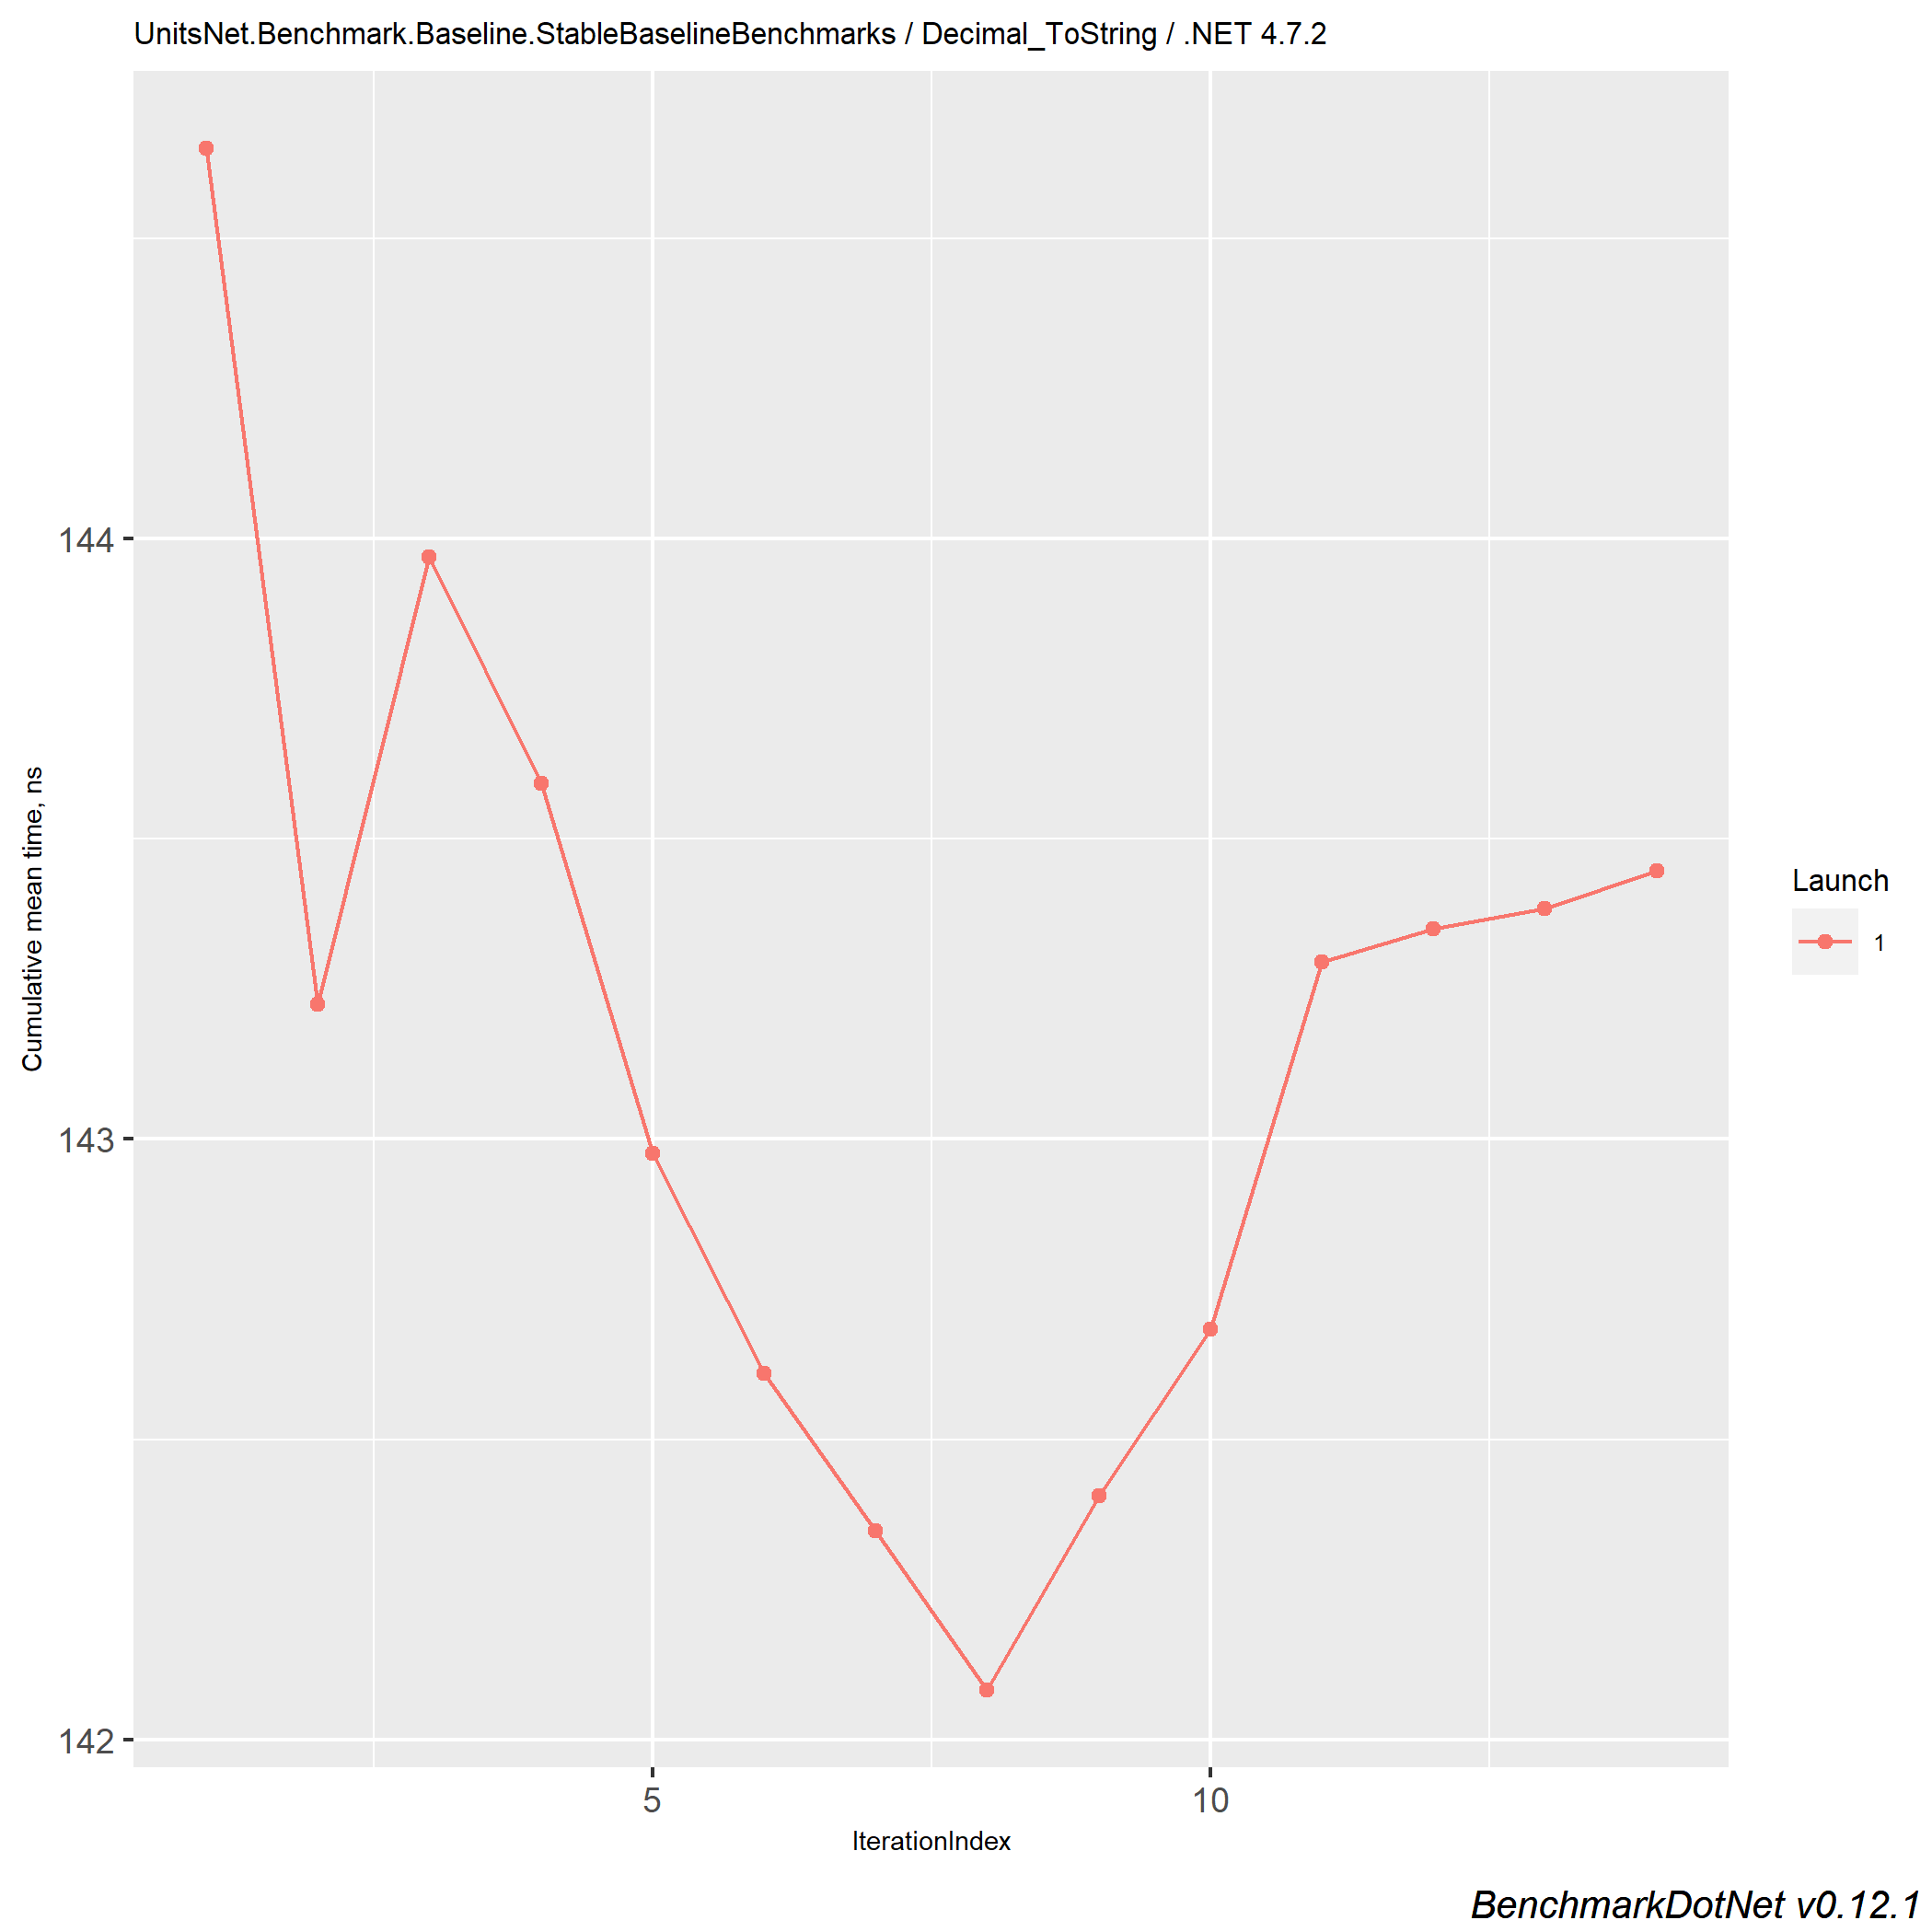 UnitsNet.Benchmark.Baseline.StableBaselineBenchmarks / Decimal_ToString / .NET 4.7.2
Cumulative mean time, ns
144
143
142
5
10
IterationIndex
Launch
1
BenchmarkDotNet v0.12.1